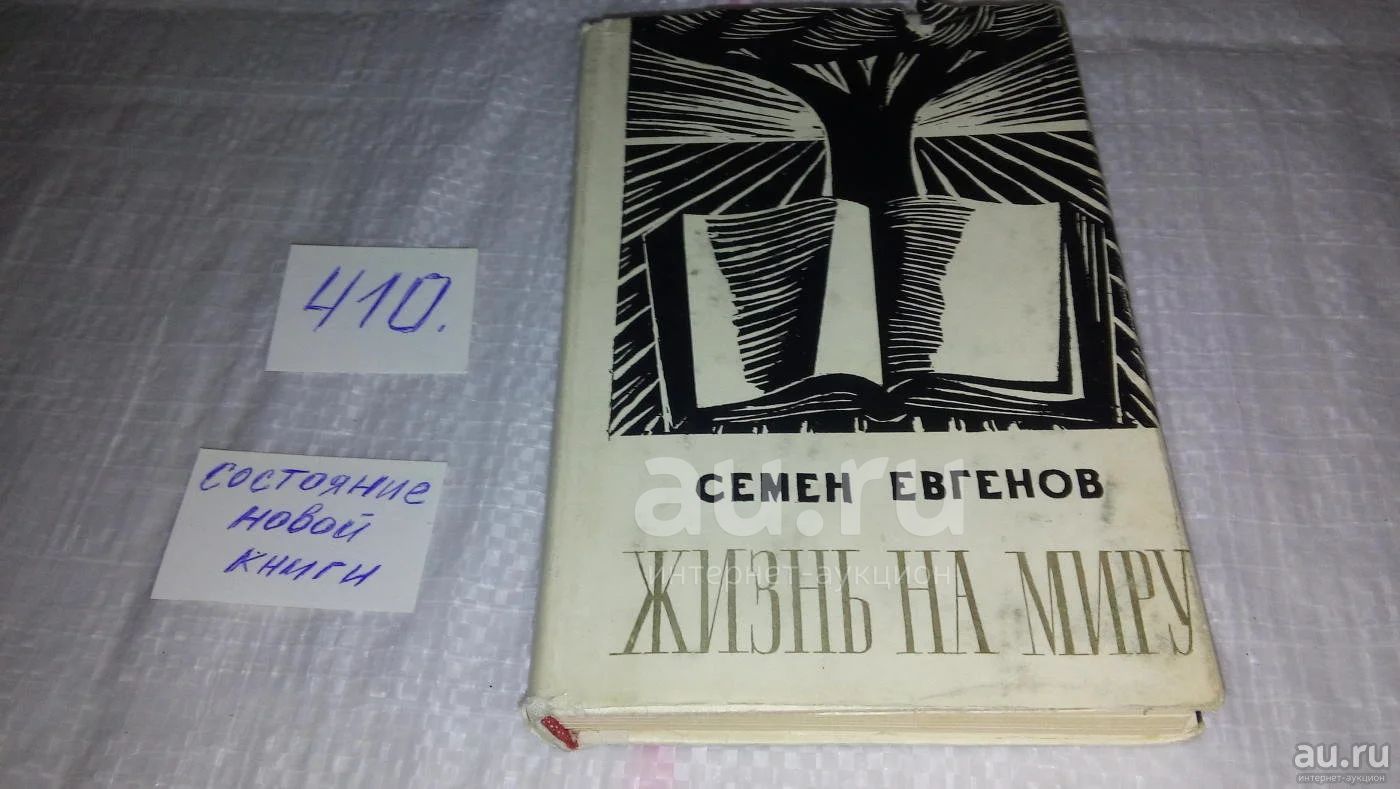 410.
состояние
новой
книги
СЕМЕН ЕВГЕНОВ
ЖИЗНЬ НА МИРУ
au.ru
интернет-аукцион
au.ru
интернет-аукцион